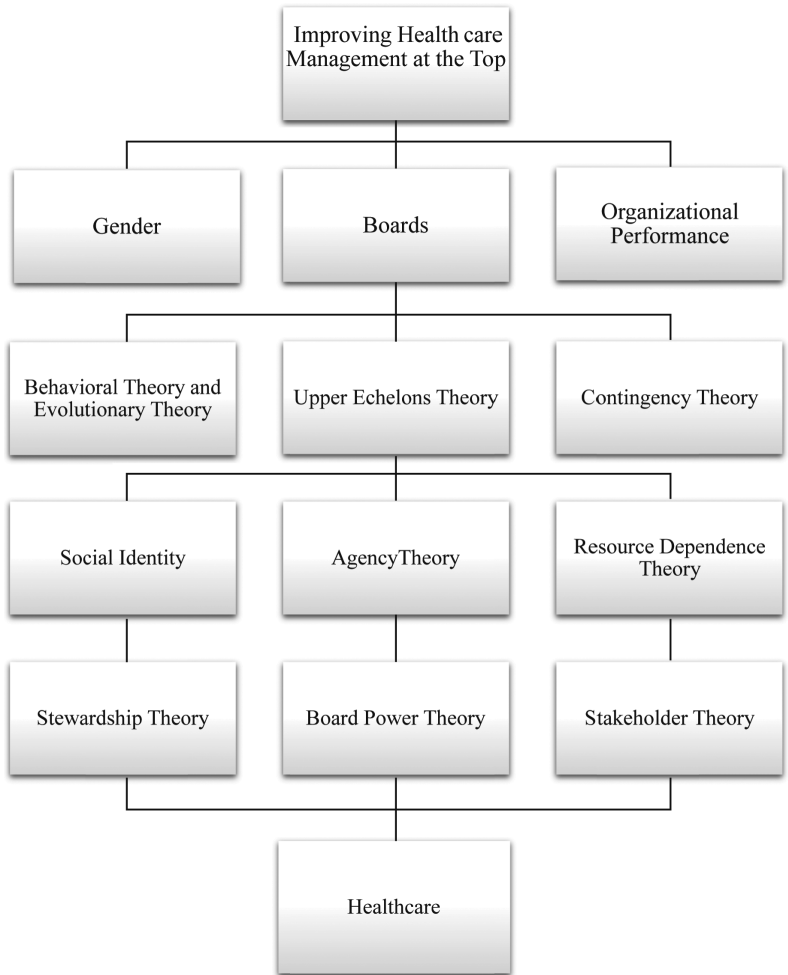 Improving Health care
Management at the Top
Gender
Boards
Organizational
Performance
Behavioral Theory and
Evolutionary Theory
Upper Echelons Theory
Contingency Theory
Social Identity
AgencyTheory
Resource Dependence
Theory
Stewardship Theory
Board Power Theory
Stakeholder Theory
Healthcare